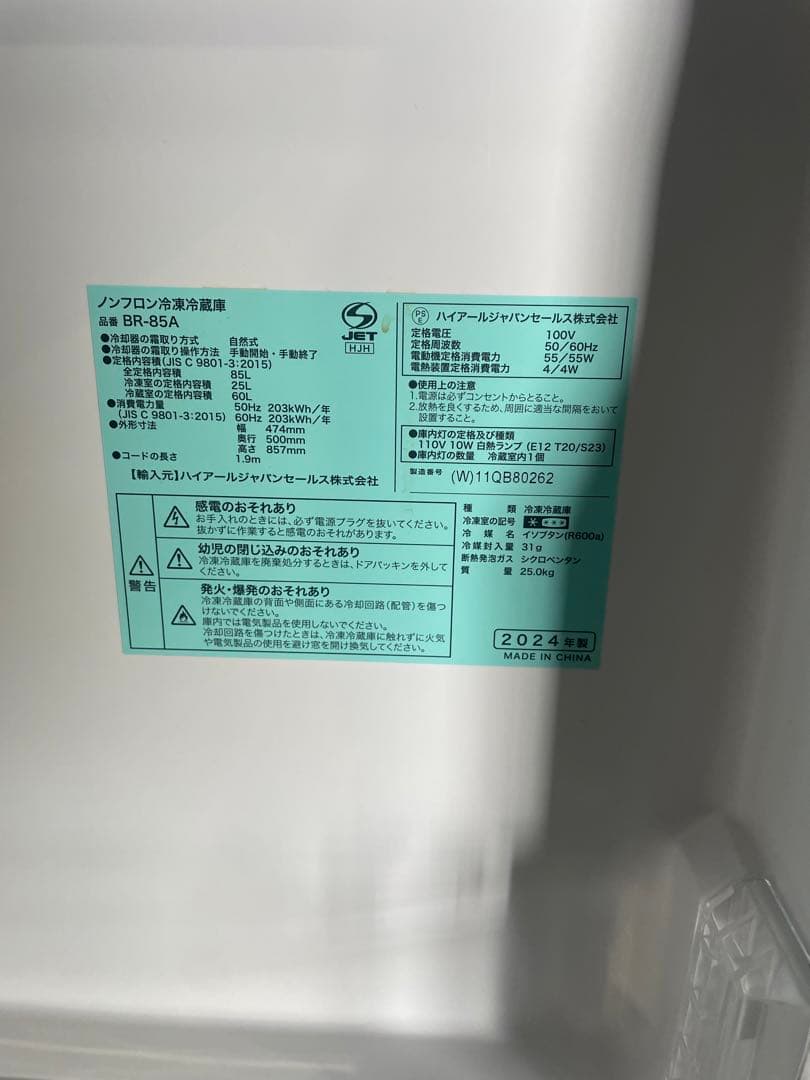 ノンフロン冷凍冷蔵庫
品番 BR-85A
JET
HJH
●冷却器の霜取り方式 自然式
●冷却器の霜取り操作方法 手動開始・手動終了
●定格内容積(JIS C 9801-3:2015)
全定格内容積 85L
冷凍室の定格内容積 25L
冷蔵室の定格内容積 60L
●消費電力量 50Hz 203kWh/年
(JIS C 9801-3:2015) 60Hz 203kWh/年
●外形寸法 幅 474mm
奥行 500mm
高さ 857mm
●コードの長さ 1.9m
【輸入元】ハイアールジャパンセールス株式会社
PS
E
ハイアールジャパンセールス株式会社
定格電圧 100V
定格周波数 50/60Hz
電動機定格消費電力 55/55W
電熱装置定格消費電力 4/4W
●使用上の注意
1.電源は必ずコンセントからとること。
2.放熱を良くするため、周囲に適当な間隔をおいて
設置すること。
●庫内灯の定格及び種類
110V 10W 白熱ランプ (E12 T20/S23)
●庫内灯の数量 冷蔵室内1個
製造番号 (W)11QB80262
警告
感電のおそれあり
お手入れのときには、必ず電源プラグを抜いてください。
抜かずに作業すると感電のおそれがあります。
幼児の閉じ込みのおそれあり
冷凍冷蔵庫を廃棄処分するときは、ドアパッキンを外して
ください。
発火・爆発のおそれあり
冷凍冷蔵庫の背面や側面にある冷却回路(配管)を傷つ
けないでください。
庫内では電気製品を使用しないでください。
冷却回路を傷つけたときは、冷凍冷蔵庫に触れずに火気
や電気製品の使用を避け窓を開け換気してください。
種類 冷凍冷蔵庫
冷凍室の記号 ＊＊＊＊
冷媒名 イソブタン(R600a)
冷媒封入量 31g
断熱発泡ガス シクロペンタン
質量 25.0kg
2024年製
MADE IN CHINA